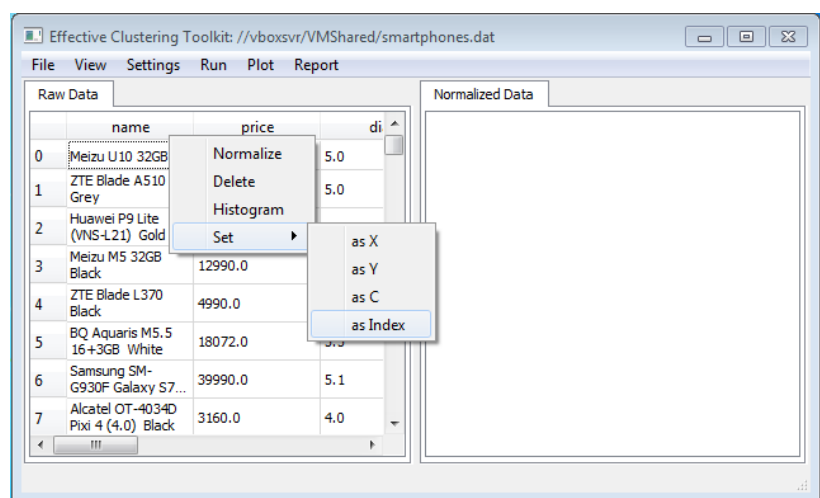 Effective Clustering Toolkit: //vboxsvr/VMShared/smartphones.dat
File View Settings Run Plot Report
Raw Data
Normalized Data
name price di
0 Meizu U10 32GB 5.0
1 ZTE Blade A510 Grey 5.0
2 Huawei P9 Lite (VNS-L21) Gold
3 Meizu M5 32GB Black 12990.0
4 ZTE Blade L370 Black 4990.0
5 BQ Aquaris M5.5 16+3GB White 18072.0
6 Samsung SM-G930F Galaxy S7... 39990.0 5.1
7 Alcatel OT-4034D Pixi 4 (4.0) Black 3160.0 4.0
Normalize
Delete
Histogram
Set
as X
as Y
as C
as Index